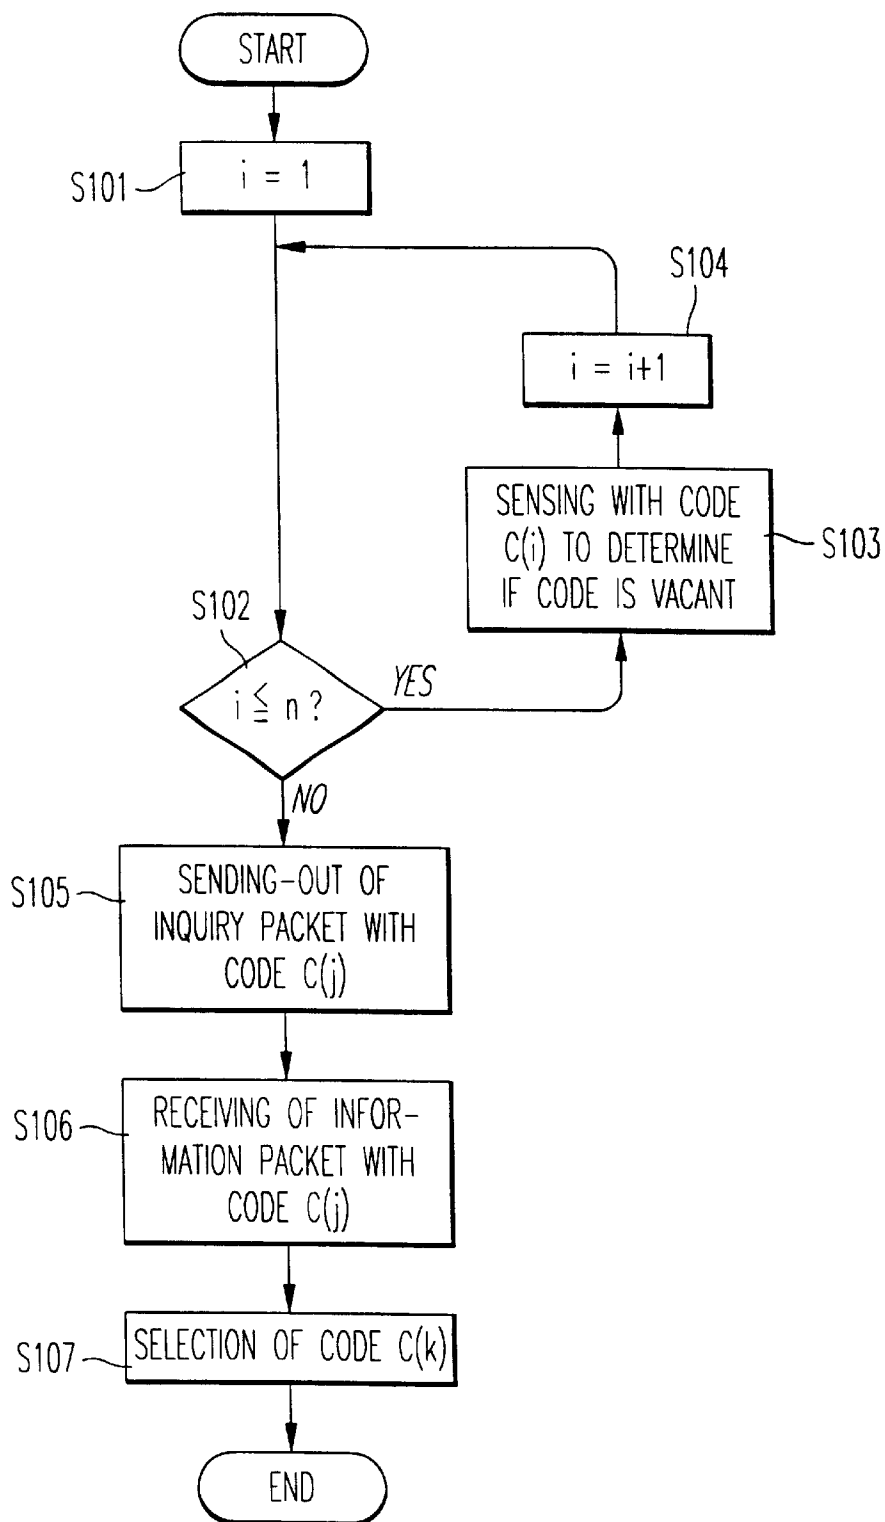 START
S101
i = 1
S104
i = i+1
SENSING WITH CODE
C(i) TO DETERMINE
IF CODE IS VACANT
S103
S102
i ≦ n ?
YES
NO
S105
SENDING-OUT OF
INQUIRY PACKET WITH
CODE C(j)
S106
RECEIVING OF INFOR-
MATION PACKET WITH
CODE C(j)
S107
SELECTION OF CODE C(k)
END